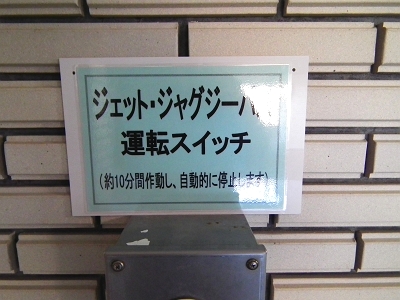 ジェット・ジャグジーバス
運転スイッチ
(約10分間作動し、自動的に停止します)